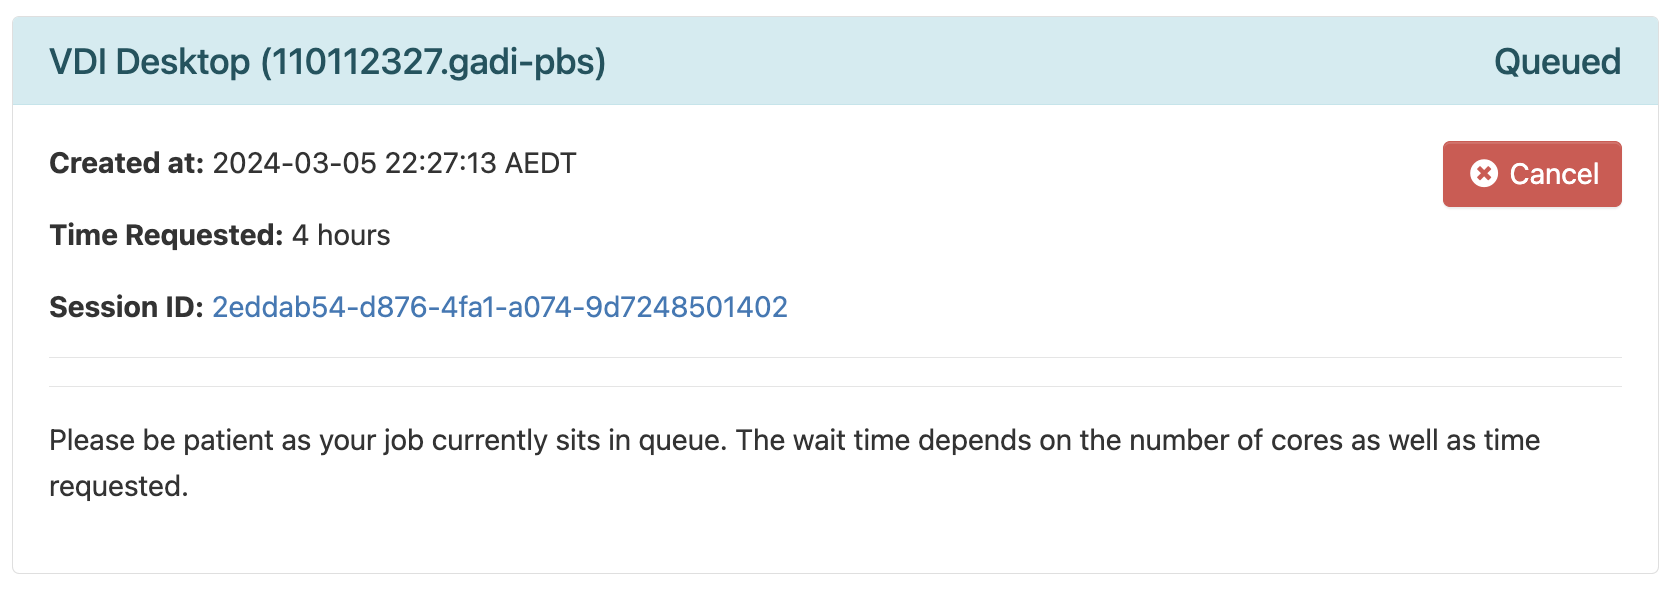 VDI Desktop (110112327.gadi-pbs)
Queued
Created at: 2024-03-05 22:27:13 AEDT
Cancel
Time Requested: 4 hours
Session ID: 2eddab54-d876-4fa1-a074-9d7248501402
Please be patient as your job currently sits in queue. The wait time depends on the number of cores as well as time
requested.